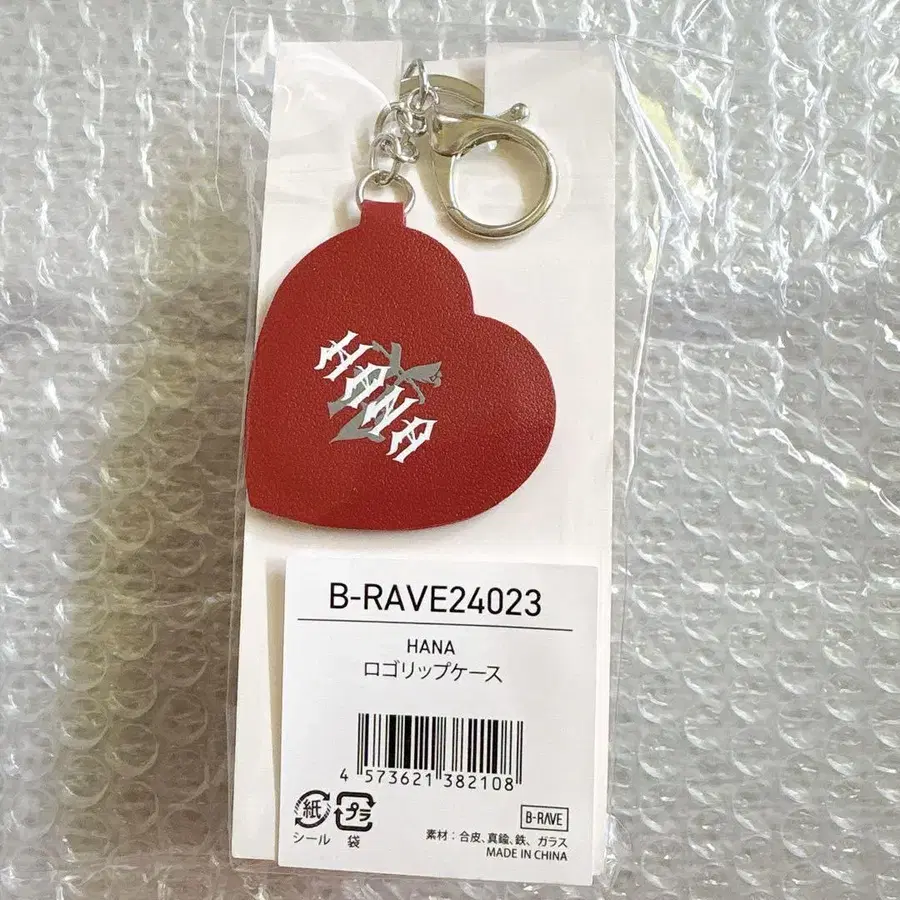 HANA
B-RAVE24023
HANA
ロゴリップケース
4 573621 382108
紙
プラ
シール
袋
B-RAVE
素材：合皮、真鍮、鉄、ガラス
MADE IN CHINA